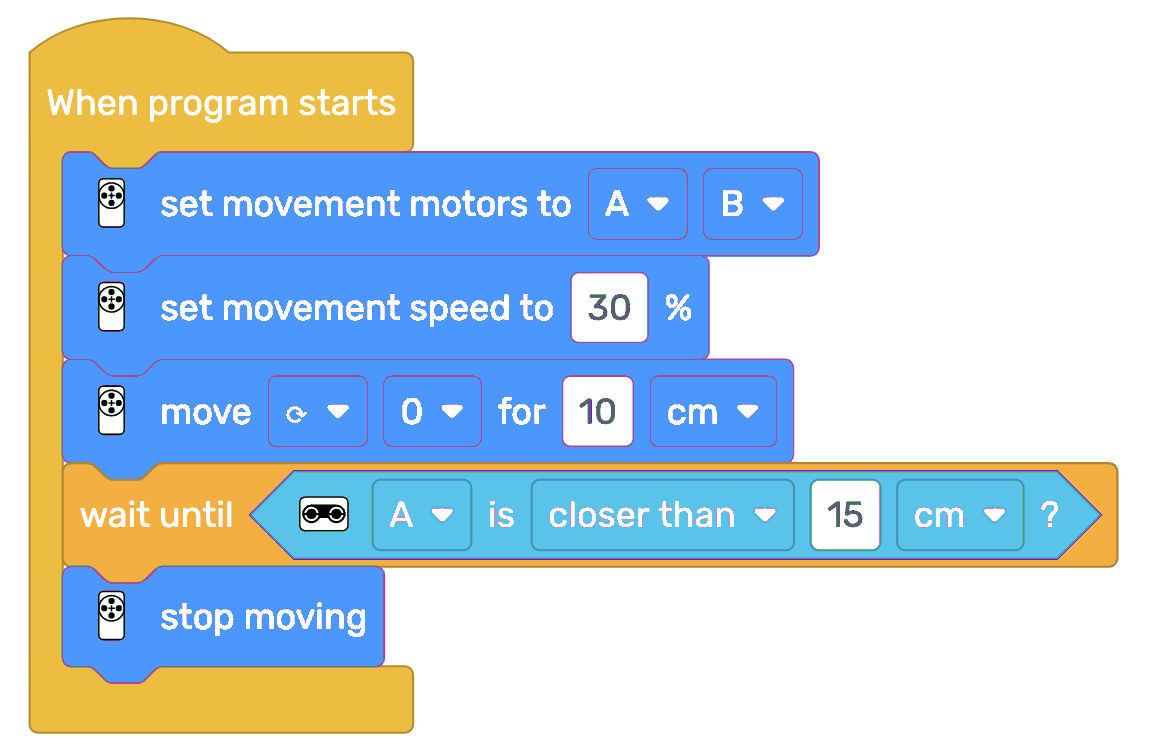 When program starts
set movement motors to A B
set movement speed to 30 %
move ⟳ 0 for 10 cm
wait until A is closer than 15 cm ?
stop moving